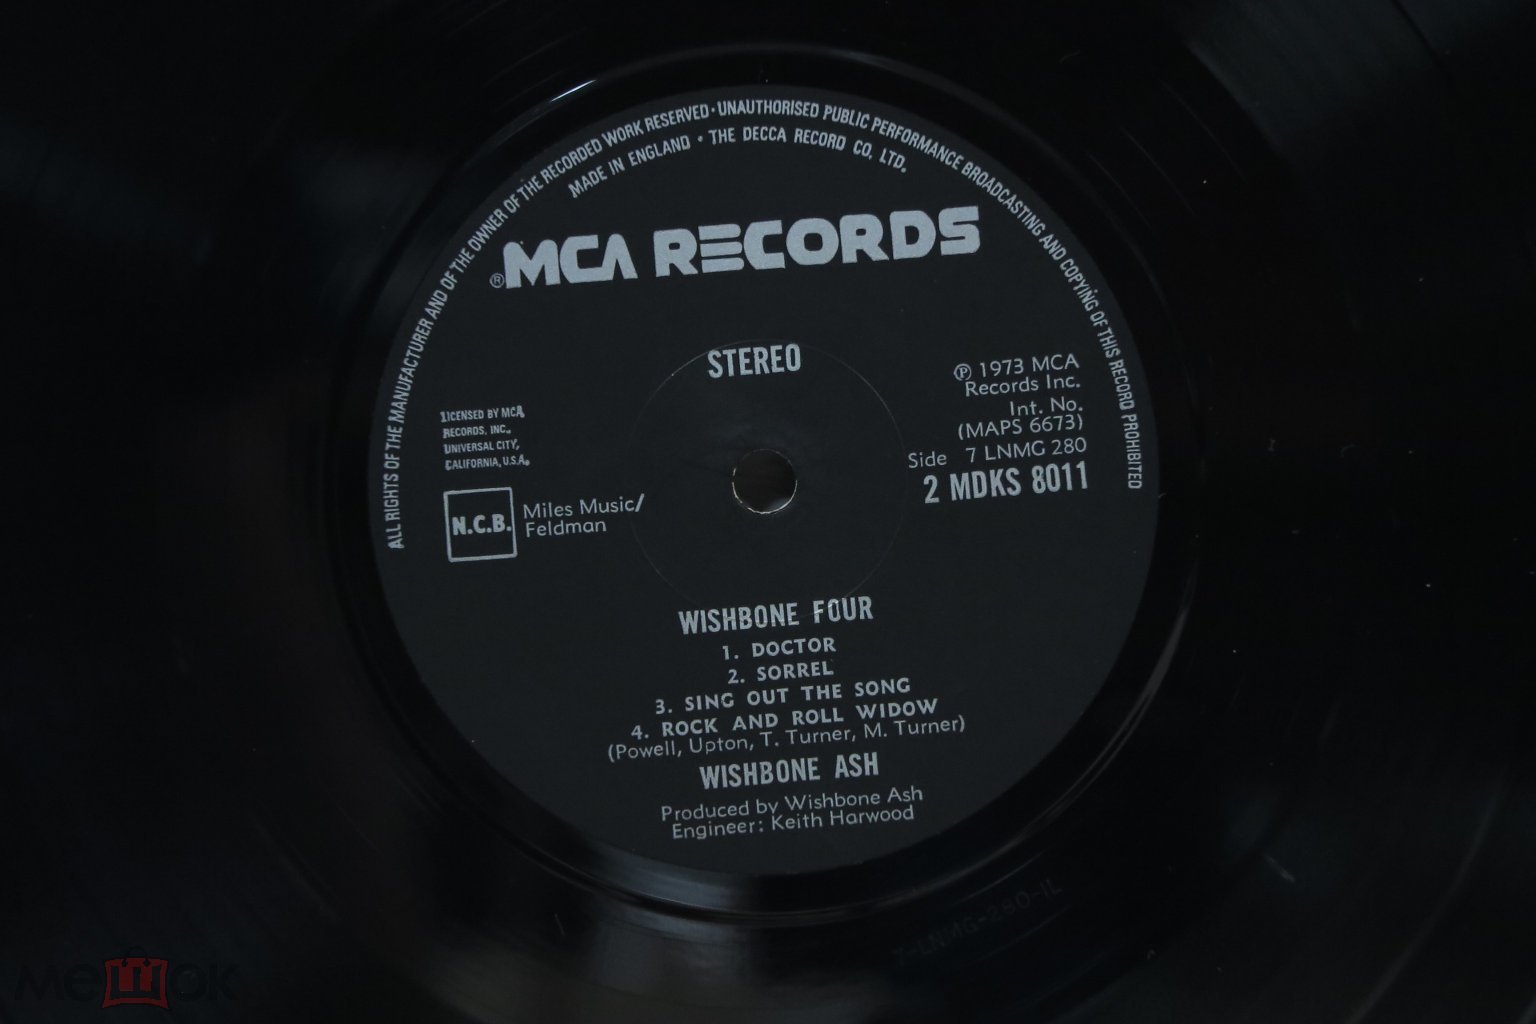 ALL RIGHTS OF THE MANUFACTURER AND OF THE OWNER OF THE RECORDED WORK RESERVED · UNAUTHORISED PUBLIC PERFORMANCE BROADCASTING AND COPYING OF THIS RECORD PROHIBITED
MADE IN ENGLAND · THE DECCA RECORD CO. LTD.
®MCA RECORDS
STEREO
LICENSED BY MCA
RECORDS, INC.,
UNIVERSAL CITY,
CALIFORNIA, U.S.A.
N.C.B.
Miles Music/
Feldman
℗ 1973 MCA
Records Inc.
Int. No.
(MAPS 6673)
Side 7 LNMG 280
2 MDKS 8011
WISHBONE FOUR
1. DOCTOR
2. SORREL
3. SING OUT THE SONG
4. ROCK AND ROLL WIDOW
(Powell, Upton, T. Turner, M. Turner)
WISHBONE ASH
Produced by Wishbone Ash
Engineer: Keith Harwood
7-LNMG-280-1L
мешок